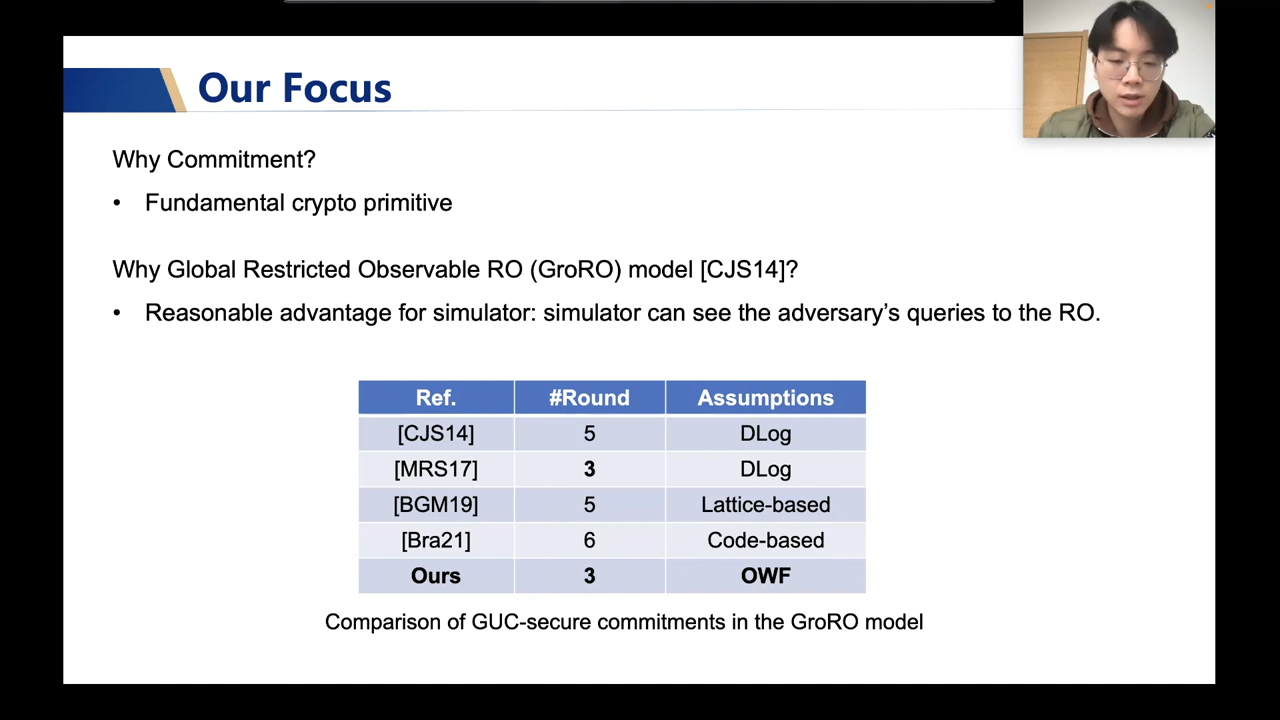 Our Focus
Why Commitment?
• Fundamental crypto primitive
Why Global Restricted Observable RO (GroRO) model [CJS14]?
• Reasonable advantage for simulator: simulator can see the adversary’s queries to the RO.
Ref. #Round Assumptions
[CJS14] 5 DLog
[MRS17] 3 DLog
[BGM19] 5 Lattice-based
[Bra21] 6 Code-based
Ours 3 OWF
Comparison of GUC-secure commitments in the GroRO model